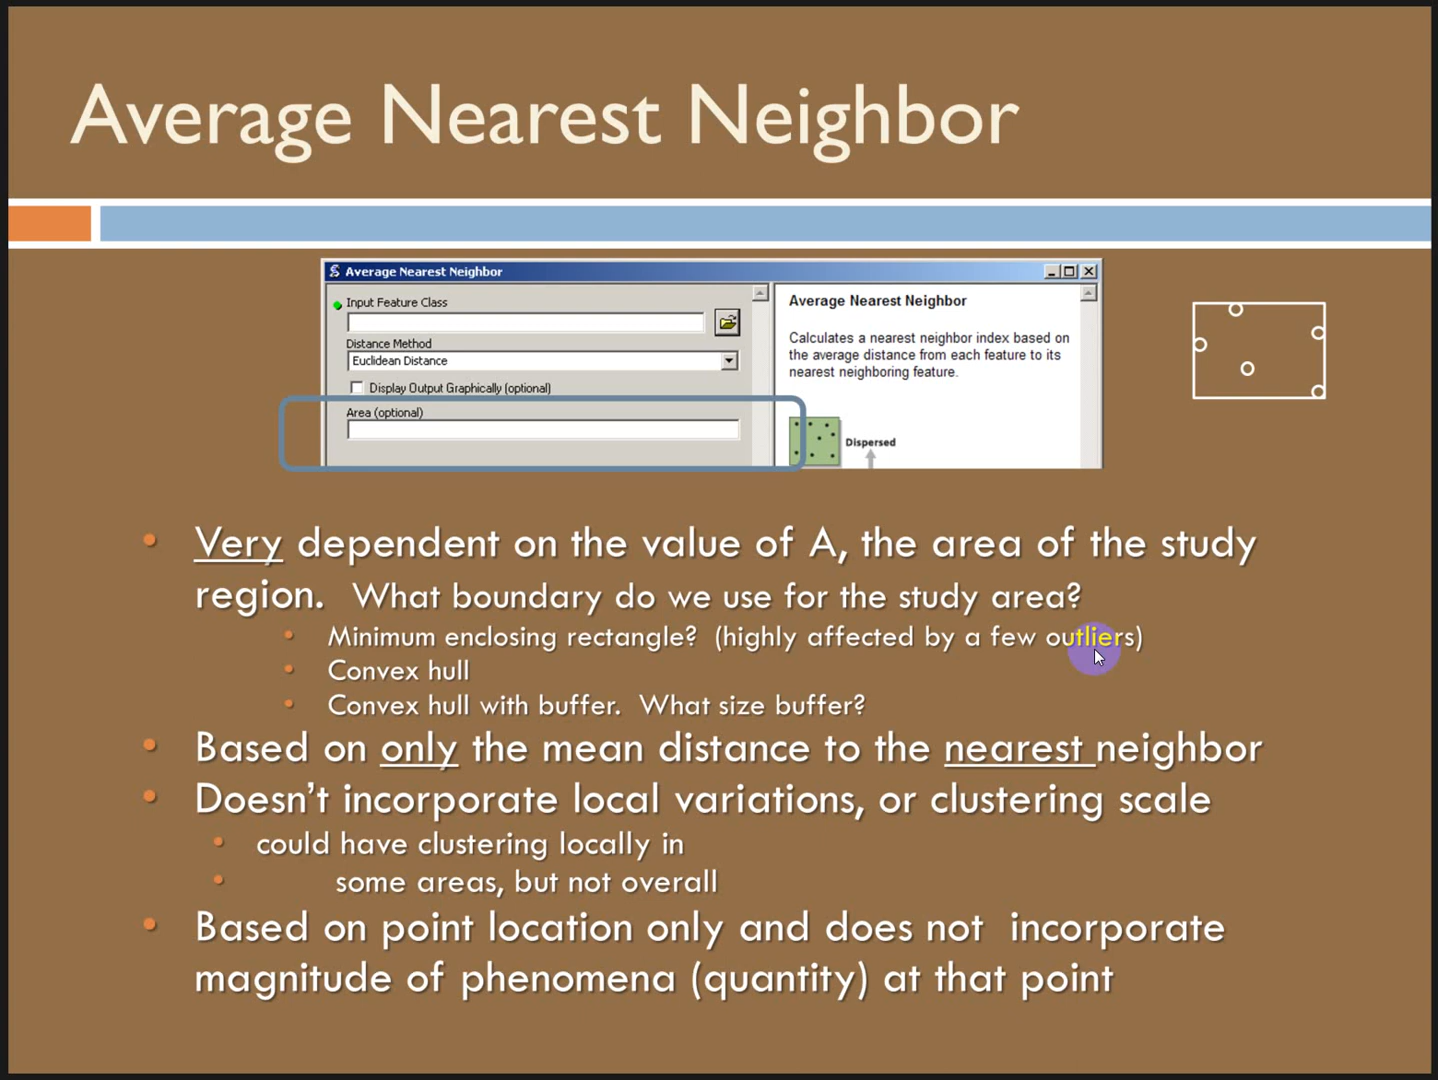 Average Nearest Neighbor
Average Nearest Neighbor
Input Feature Class
Distance Method
Euclidean Distance
Display Output Graphically (optional)
Area (optional)
Average Nearest Neighbor
Calculates a nearest neighbor index based on
the average distance from each feature to its
nearest neighboring feature.
Dispersed
• Very dependent on the value of A, the area of the study
region. What boundary do we use for the study area?
• Minimum enclosing rectangle? (highly affected by a few outliers)
• Convex hull
• Convex hull with buffer. What size buffer?
• Based on only the mean distance to the nearest neighbor
• Doesn't incorporate local variations, or clustering scale
• could have clustering locally in
• some areas, but not overall
• Based on point location only and does not incorporate
magnitude of phenomena (quantity) at that point